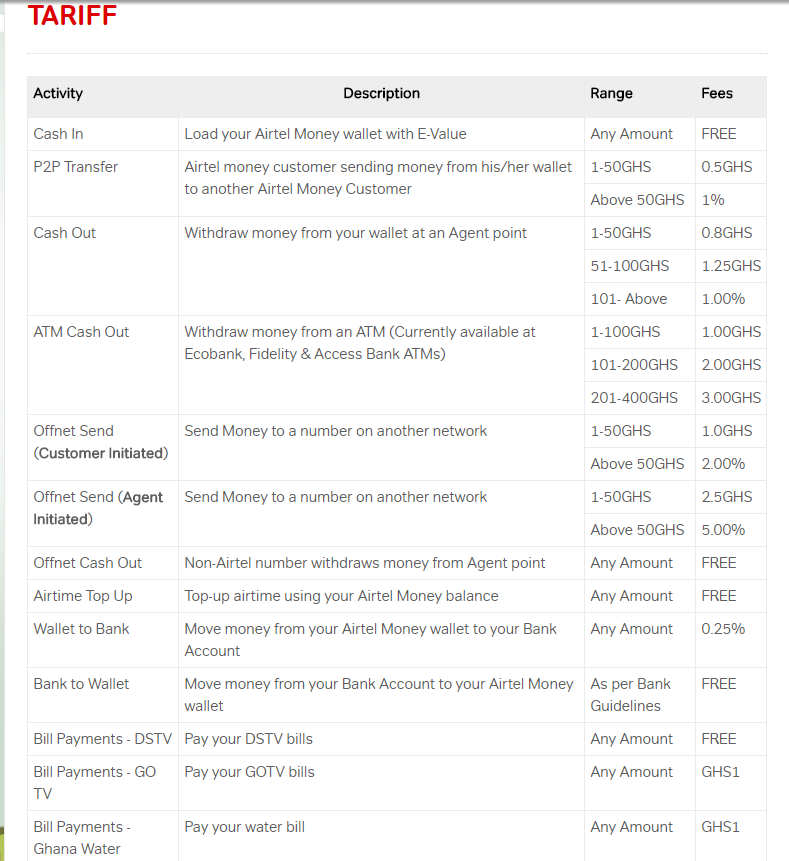 TARIFF
Activity Description Range Fees
Cash In Load your Airtel Money wallet with E-Value Any Amount FREE
P2P Transfer Airtel money customer sending money from his/her wallet 1-50GHS 0.5GHS
to another Airtel Money Customer
Above 50GHS 1%
Cash Out Withdraw money from your wallet at an Agent point 1-50GHS 0.8GHS
51-100GHS 1.25GHS
101- Above 1.00%
ATM Cash Out Withdraw money from an ATM (Currently available at 1-100GHS 1.00GHS
Ecobank, Fidelity & Access Bank ATMs)
101-200GHS 2.00GHS
201-400GHS 3.00GHS
Offnet Send Send Money to a number on another network 1-50GHS 1.0GHS
(Customer Initiated)
Above 50GHS 2.00%
Offnet Send (Agent Send Money to a number on another network 1-50GHS 2.5GHS
Initiated)
Above 50GHS 5.00%
Offnet Cash Out Non-Airtel number withdraws money from Agent point Any Amount FREE
Airtime Top Up Top-up airtime using your Airtel Money balance Any Amount FREE
Wallet to Bank Move money from your Airtel Money wallet to your Bank Any Amount 0.25%
Account
Bank to Wallet Move money from your Bank Account to your Airtel Money As per Bank FREE
wallet Guidelines
Bill Payments - DSTV Pay your DSTV bills Any Amount FREE
Bill Payments - GO Pay your GOTV bills Any Amount GHS1
TV
Bill Payments - Pay your water bill Any Amount GHS1
Ghana Water